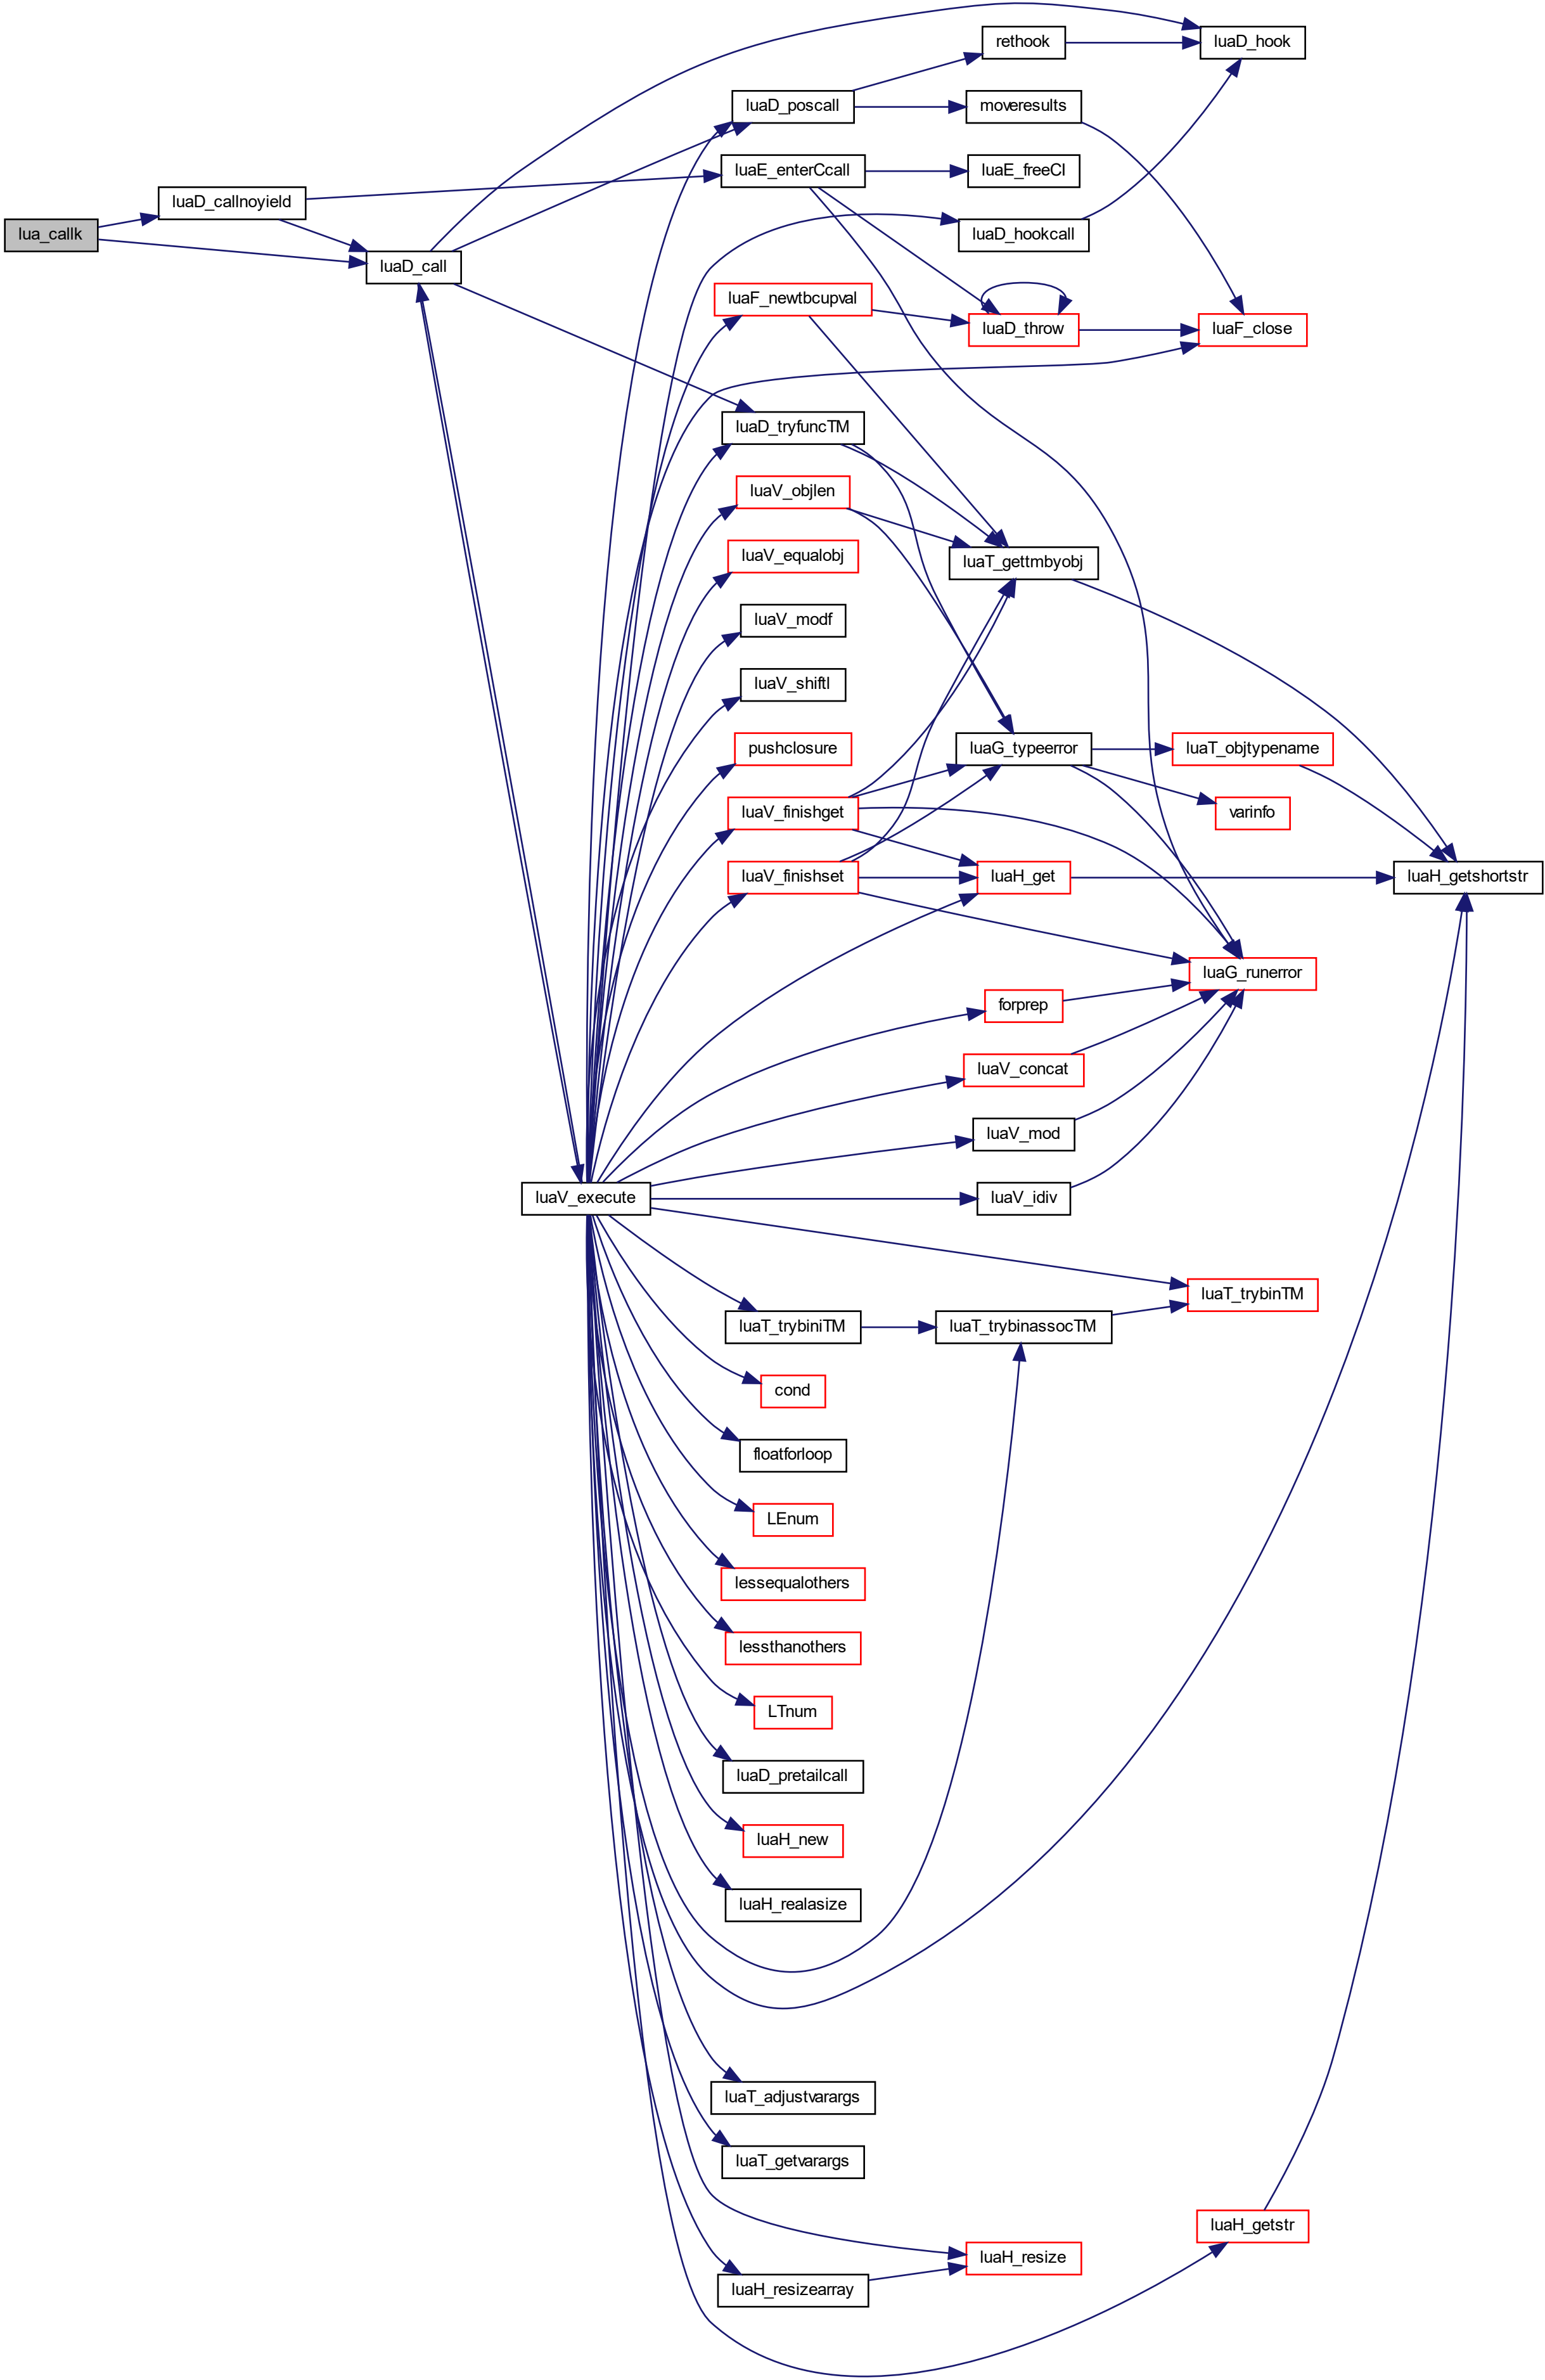 rethook
luaD_hook
luaD_poscall
moveresults
luaE_enterCcall
luaE_freeCI
luaD_callnoyield
lua_callk
luaD_hookcall
luaD_call
luaF_newtbcupval
luaD_throw
luaF_close
luaD_tryfuncTM
luaV_objlen
luaV_equalobj
luaT_gettmbyobj
luaV_modf
luaV_shiftl
pushclosure
luaG_typeerror
luaT_objtypename
luaV_finishget
varinfo
luaV_finishset
luaH_get
luaH_getshortstr
luaG_runerror
forprep
luaV_concat
luaV_mod
luaV_execute
luaV_idiv
luaT_trybinTM
luaT_trybiniTM
luaT_trybinassocTM
cond
floatforloop
LEnum
lessequalothers
lessthanothers
LTnum
luaD_pretailcall
luaH_new
luaH_realasize
luaT_adjustvarargs
luaT_getvarargs
luaH_getstr
luaH_resize
luaH_resizearray